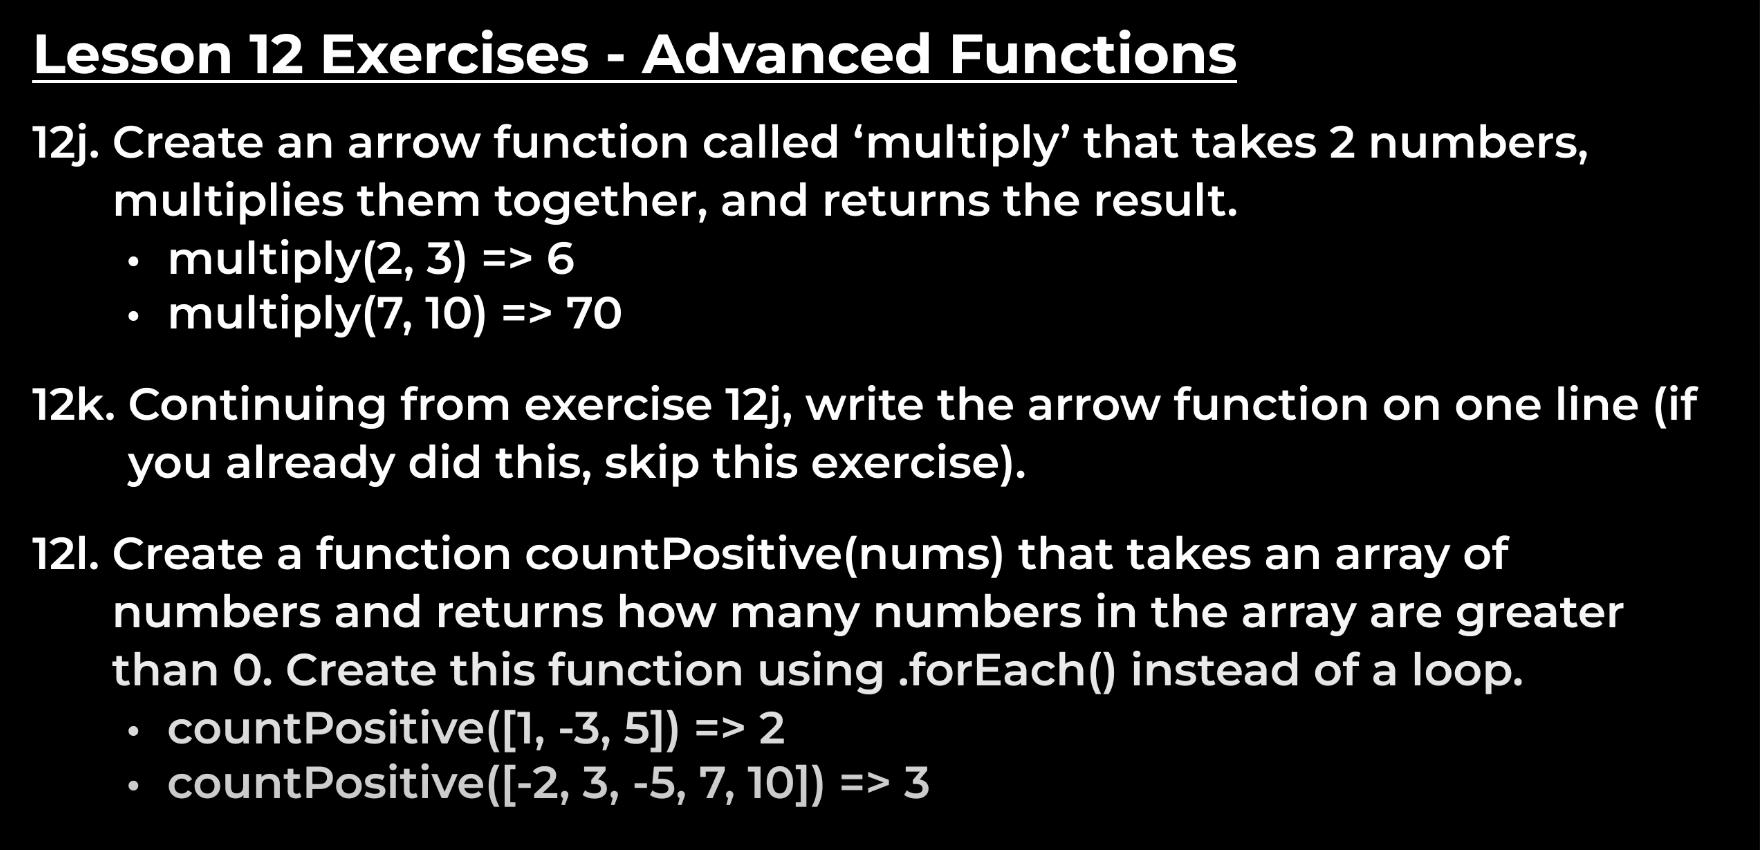 Lesson 12 Exercises - Advanced Functions
12j. Create an arrow function called ‘multiply’ that takes 2 numbers,
multiplies them together, and returns the result.
• multiply(2, 3) => 6
• multiply(7, 10) => 70
12k. Continuing from exercise 12j, write the arrow function on one line (if
you already did this, skip this exercise).
12l. Create a function countPositive(nums) that takes an array of
numbers and returns how many numbers in the array are greater
than 0. Create this function using .forEach() instead of a loop.
• countPositive([1, -3, 5]) => 2
• countPositive([-2, 3, -5, 7, 10]) => 3